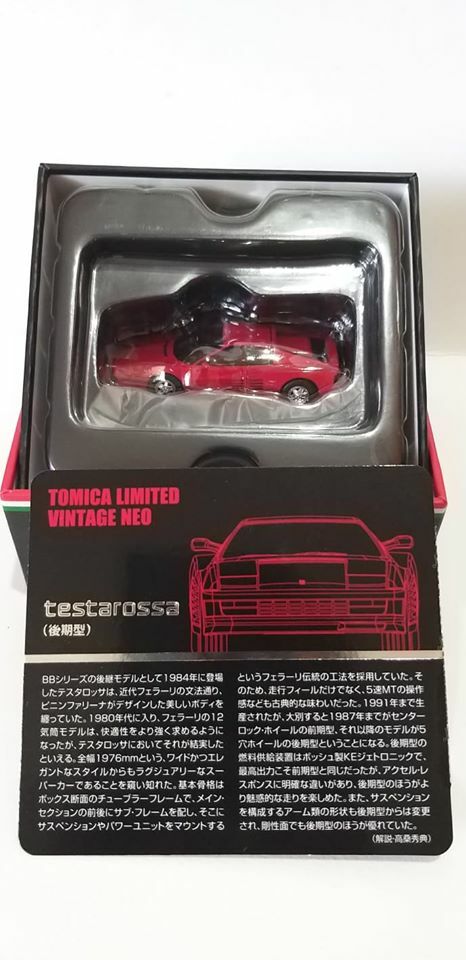 TOMICA LIMITED
VINTAGE NEO
testarossa
(後期型)
BBシリーズの後継モデルとして1984年に登場
したテスタロッサは、近代フェラーリの文法通り、
ピニンファリーナがデザインした美しいボディを
纏っていた。1980年代に入り、フェラーリの12
気筒モデルは、快適性をより強く求めるように
なったが、テスタロッサにおいてそれが結実した
といえる。全幅1976mmという、ワイドかつエレ
ガントなスタイルからもラグジュアリーなスー
パーカーであることを窺い知れた。基本骨格は
ボックス断面のチューブラーフレームで、メイン・
セクションの前後にサブ・フレームを配し、そこに
サスペンションやパワーユニットをマウントする
というフェラーリ伝統の工法を採用していた。そ
のため、走行フィールだけでなく、5速MTの操作
感なども古典的な味わいだった。1991年まで生
産されたが、大別すると1987年までがセンター
ロック・ホイールの前期型、それ以降のモデルが5
穴ホイールの後期型ということになる。後期型の
燃料供給装置はボッシュ製KEジェトロニックで、
最高出力こそ前期型と同じだったが、アクセル・レ
スポンスに明確な違いがあり、後期型のほうがよ
り魅惑的な走りを楽しめた。また、サスペンション
を構成するアーム類の形状も後期型からは変更
され、剛性面でも後期型のほうが優れていた。
(解説・高桑秀典)